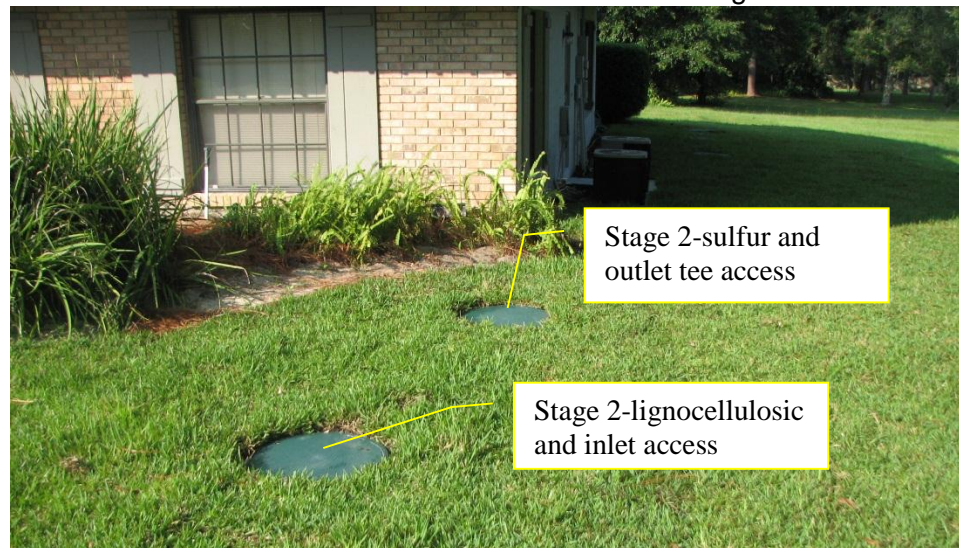 Stage 2-sulfur and
outlet tee access
Stage 2-lignocellulosic
and inlet access